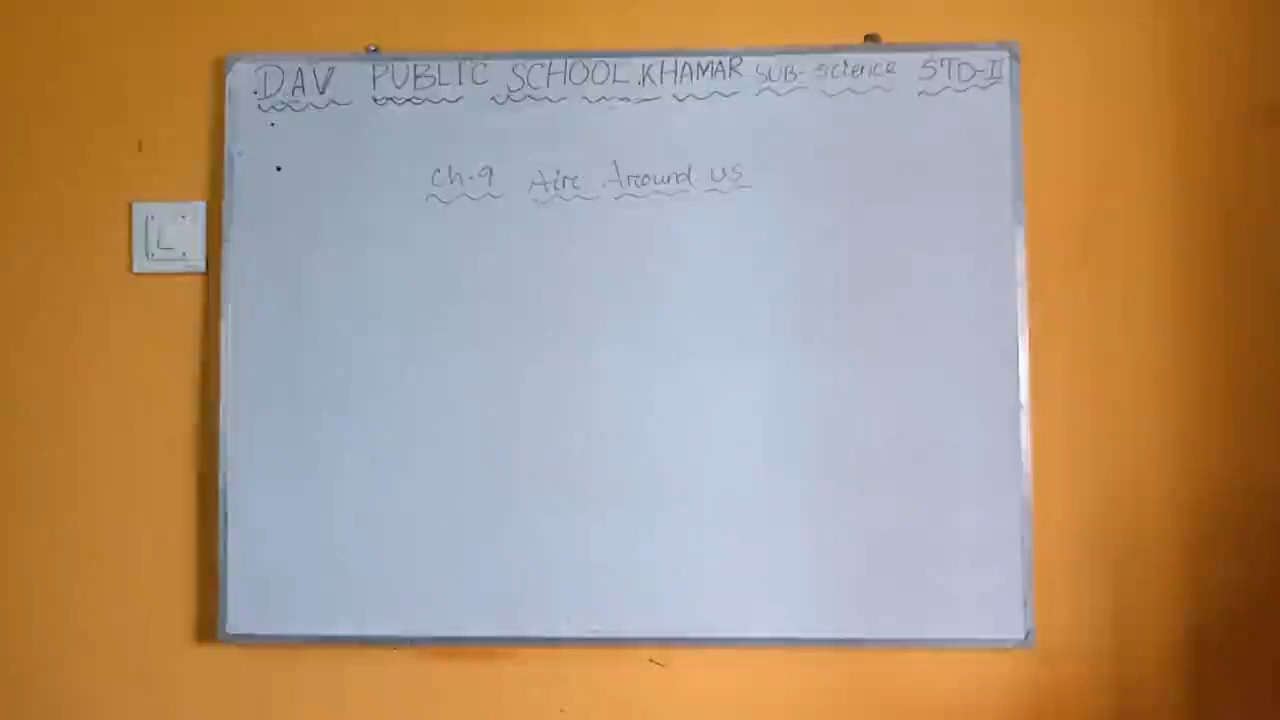 DAV PUBLIC SCHOOL KHAMAR SUB- Science STD-II
Ch.9 Air Around us